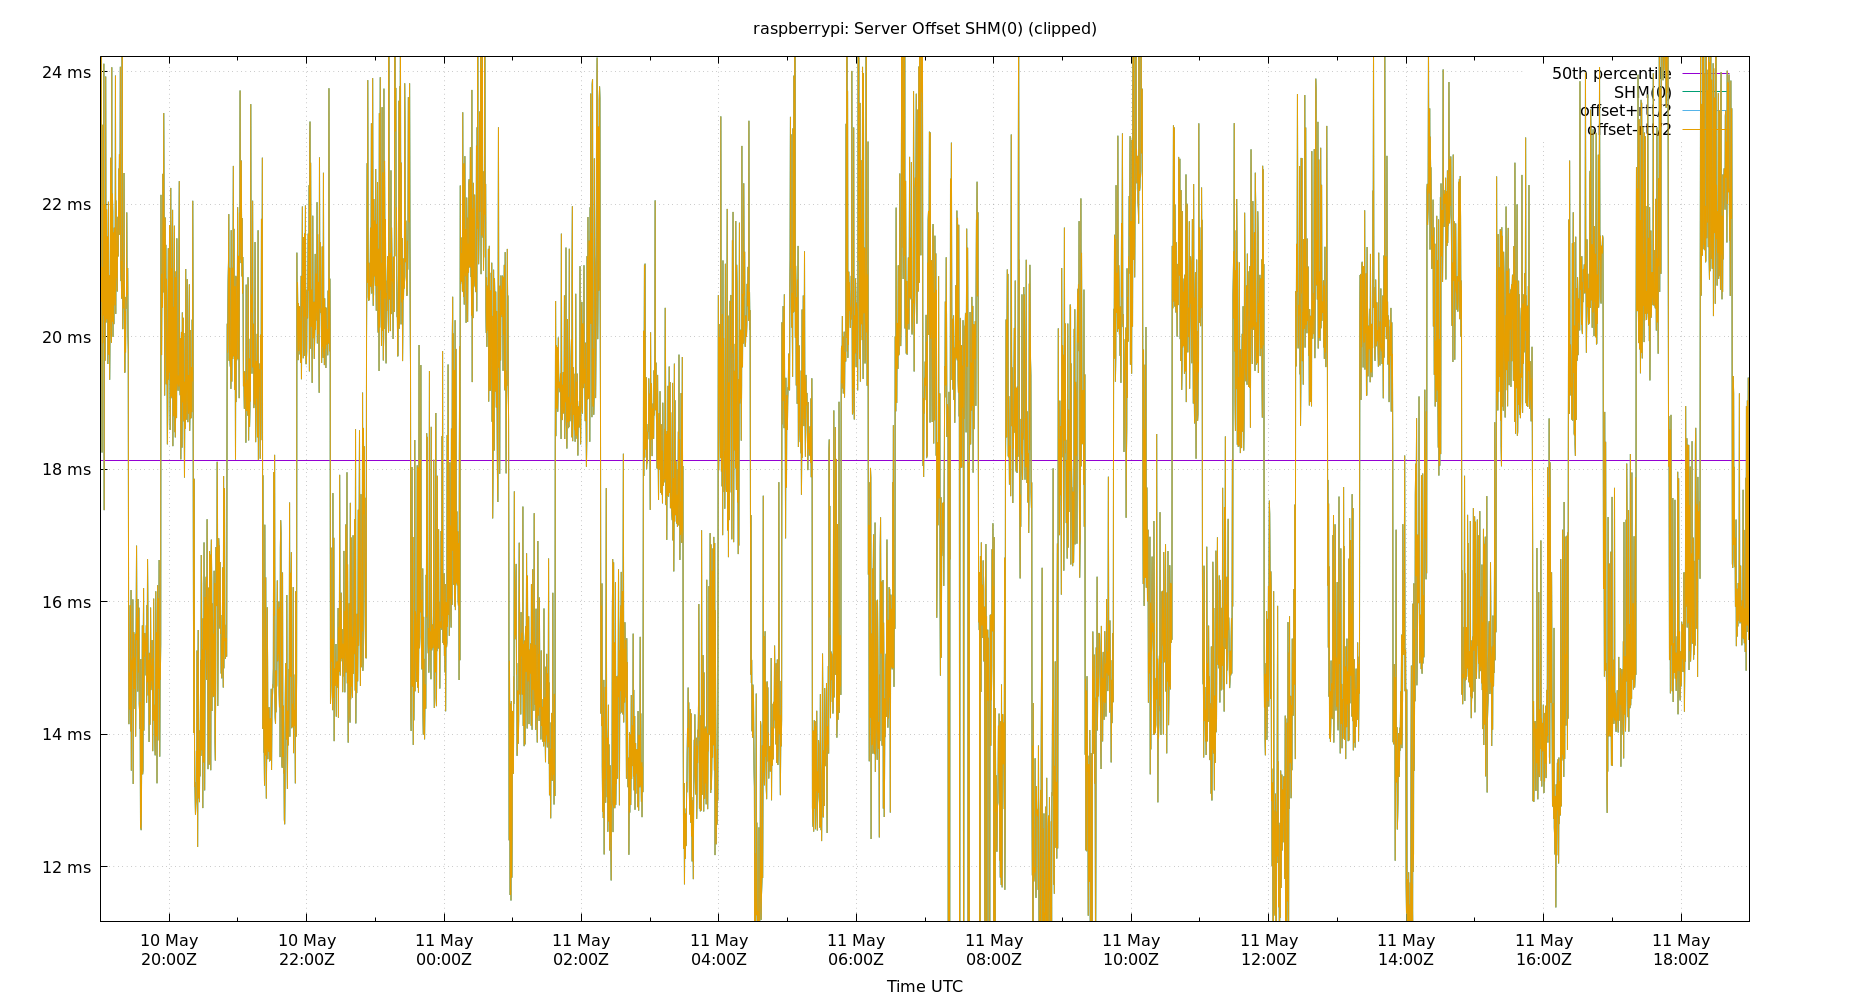 raspberrypi: Server Offset SHM(0) (clipped)
50th percentile
SHM(0)
offset+rtt/2
offset-rtt/2
24 ms
22 ms
20 ms
18 ms
16 ms
14 ms
12 ms
10 May 20:00Z
10 May 22:00Z
11 May 00:00Z
11 May 02:00Z
11 May 04:00Z
11 May 06:00Z
11 May 08:00Z
11 May 10:00Z
11 May 12:00Z
11 May 14:00Z
11 May 16:00Z
11 May 18:00Z
Time UTC